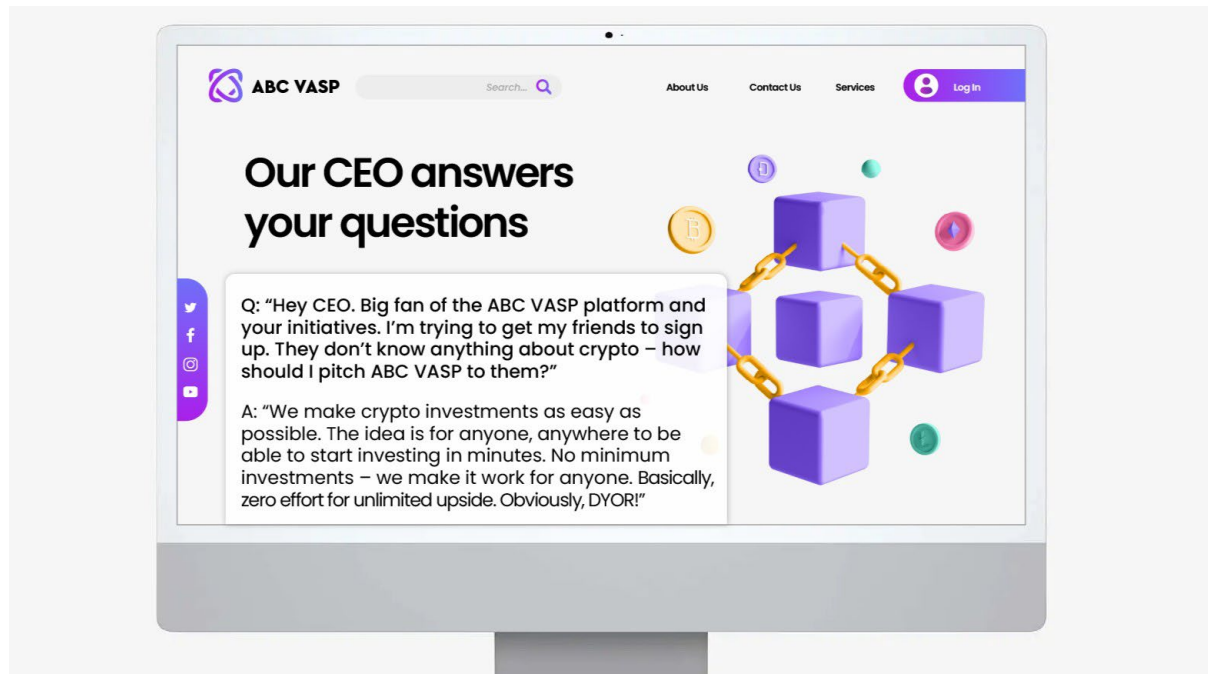 ABC VASP
Search...
About Us
Contact Us
Services
Log In
Our CEO answers
your questions
Q: “Hey CEO. Big fan of the ABC VASP platform and
your initiatives. I’m trying to get my friends to sign
up. They don’t know anything about crypto – how
should I pitch ABC VASP to them?”
A: “We make crypto investments as easy as
possible. The idea is for anyone, anywhere to be
able to start investing in minutes. No minimum
investments – we make it work for anyone. Basically,
zero effort for unlimited upside. Obviously, DYOR!”